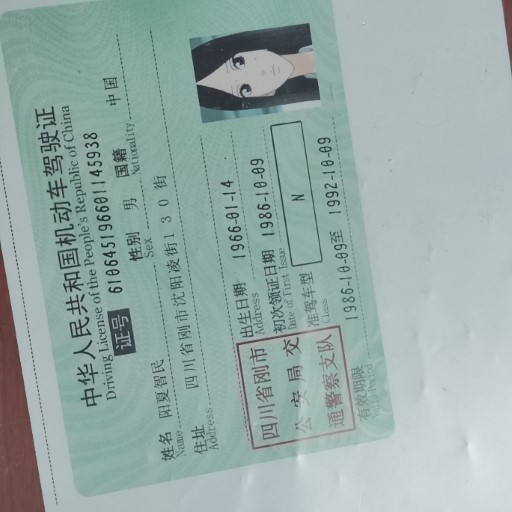 中华人民共和国机动车驾驶证
Driving License of the People's Republic of China
证号 610645196601145938
姓名 阳夏智民 性别 男 国籍 中国
Name Sex Nationality
住址 四川省刚市沈阳凌街130街
Address
出生日期 1966-01-14
Address
初次领证日期 1986-10-09
Date of First Issue
准驾车型 N
Class
有效期限 1986-10-09至 1992-10-09
四川省刚市
公安局交
通警察支队